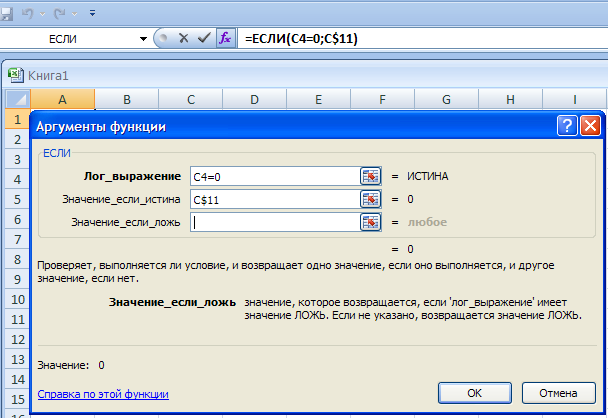 ЕСЛИ
=ЕСЛИ(C4=0;C$11)
Книга1
A B C D E F G H I
1
Аргументы функции
2
3
ЕСЛИ
4
Лог_выражение C4=0 = ИСТИНА
5
Значение_если_истина C$11 = 0
6
Значение_если_ложь = любое
7
= 0
8
Проверяет, выполняется ли условие, и возвращает одно значение, если оно выполняется, и другое
9
значение, если нет.
10
Значение_если_ложь значение, которое возвращается, если 'лог_выражение' имеет
11
значение ЛОЖЬ. Если не указано, возвращается значение ЛОЖЬ.
12
13
Значение: 0
14
Справка по этой функции OK Отмена
15